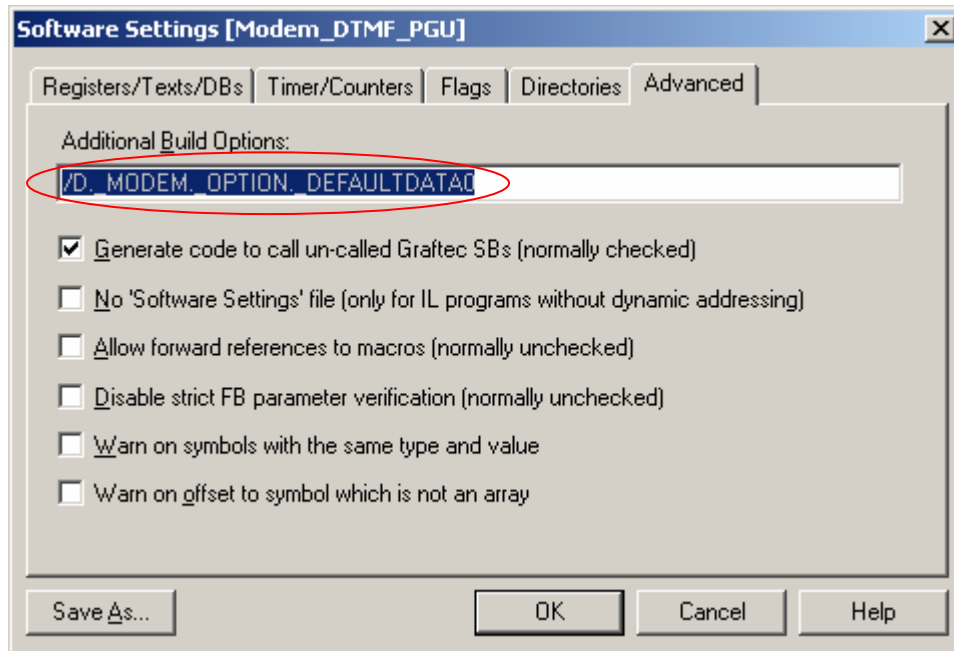 Software Settings [Modem_DTMF_PGU]
Registers/Texts/DBs Timer/Counters Flags Directories Advanced
Additional Build Options:
/D._MODEM._OPTION._DEFAULTDATA0
Generate code to call un-called Graftec SBs (normally checked)
No 'Software Settings' file (only for IL programs without dynamic addressing)
Allow forward references to macros (normally unchecked)
Disable strict FB parameter verification (normally unchecked)
Warn on symbols with the same type and value
Warn on offset to symbol which is not an array
Save As... OK Cancel Help